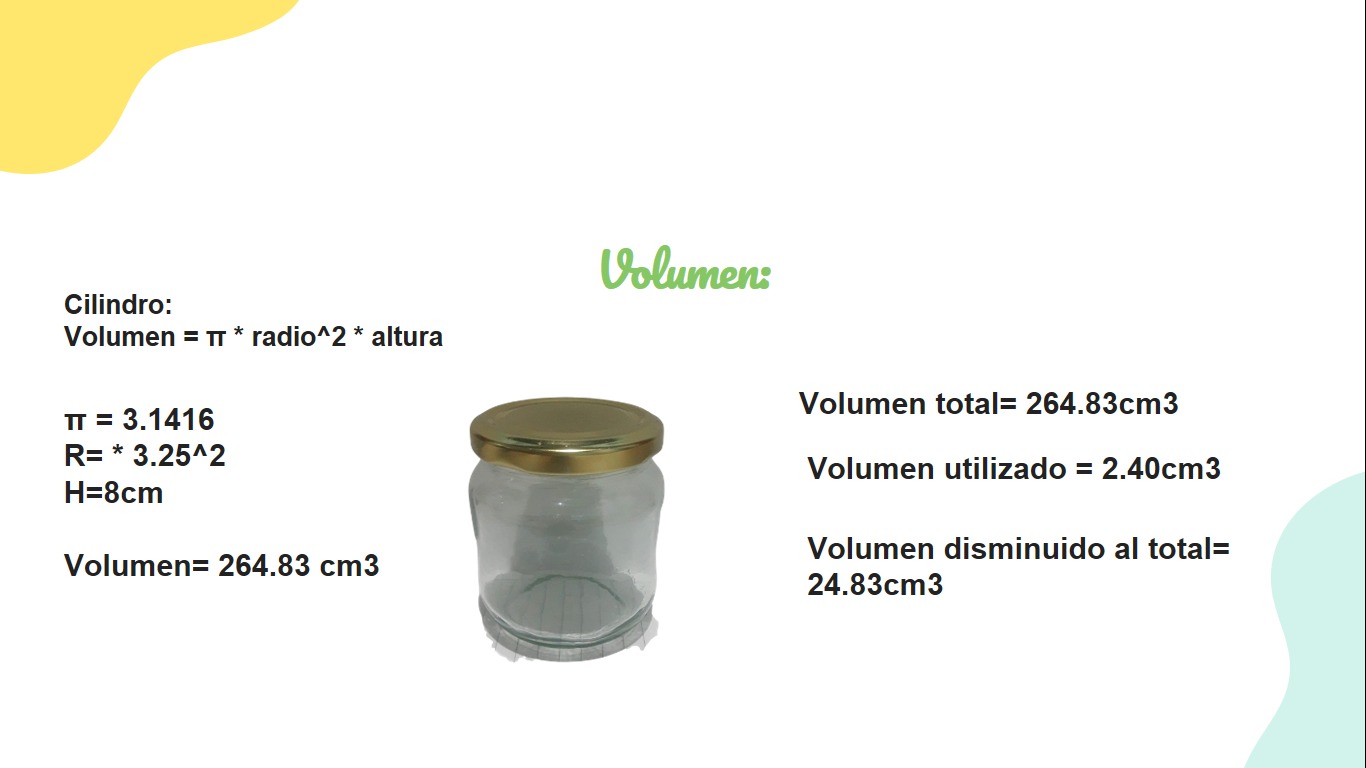 Volumen:
Cilindro:
Volumen = π * radio^2 * altura
π = 3.1416
R= * 3.25^2
H=8cm
Volumen= 264.83 cm3
Volumen total= 264.83cm3
Volumen utilizado = 2.40cm3
Volumen disminuido al total=
24.83cm3